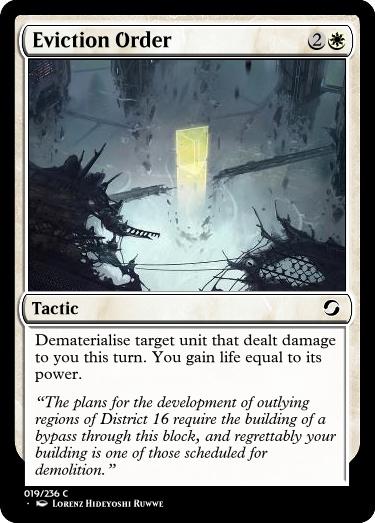 Eviction Order
2
Tactic
Dematerialise target unit that dealt damage
to you this turn. You gain life equal to its
power.
“The plans for the development of outlying
regions of District 16 require the building of a
bypass through this block, and regrettably your
building is one of those scheduled for
demolition.”
019/236 C
· Lorenz Hideyoshi Ruwwe